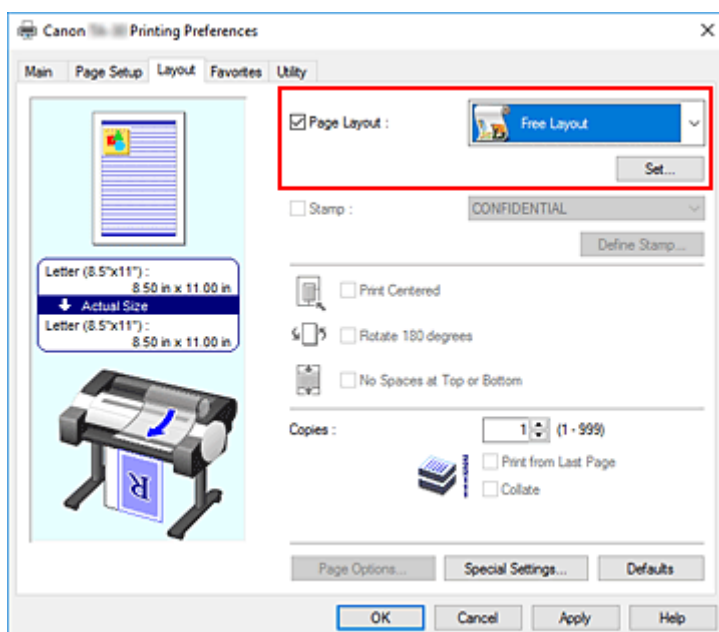 Canon Printing Preferences
Main Page Setup Layout Favorites Utility
Page Layout : Free Layout
Set...
Stamp : CONFIDENTIAL
Define Stamp...
Letter (8.5"x11") :
8.50 in x 11.00 in
Actual Size
Letter (8.5"x11") :
8.50 in x 11.00 in
Print Centered
Rotate 180 degrees
No Spaces at Top or Bottom
Copies : 1 (1 - 999)
Print from Last Page
Collate
R
Page Options... Special Settings... Defaults
OK Cancel Apply Help